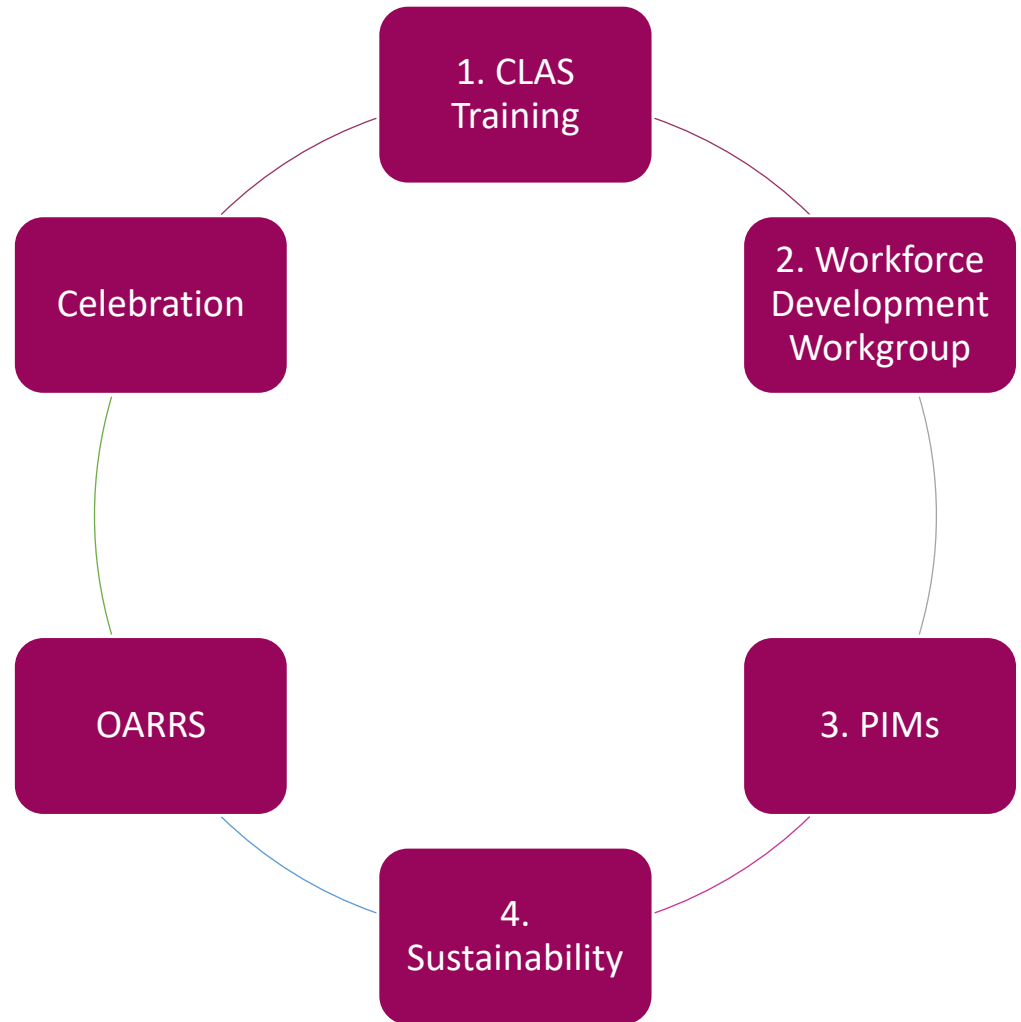 1. CLAS
Training
2. Workforce
Development
Workgroup
3. PIMs
4.
Sustainability
OARRS
Celebration